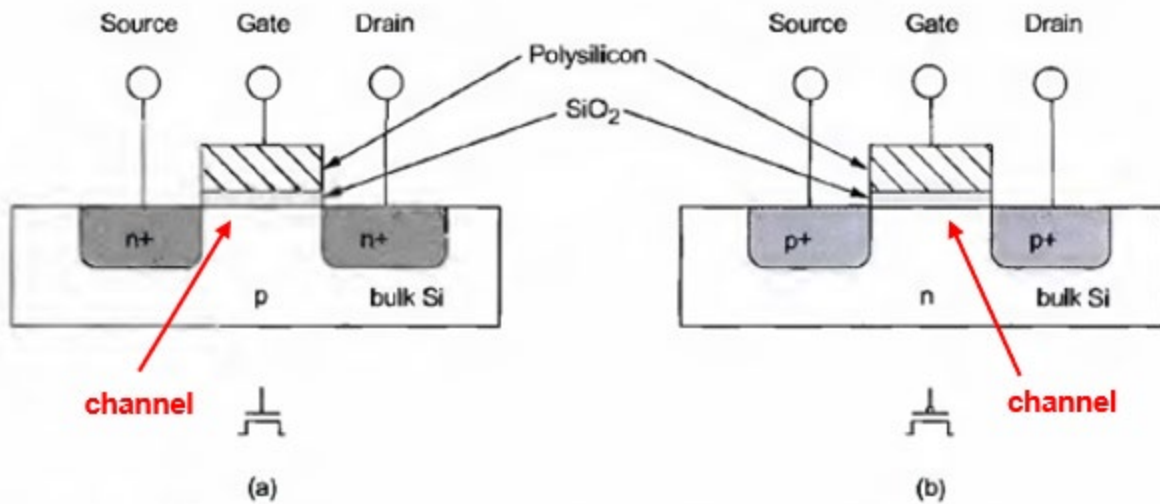 Source Gate Drain
Source Gate Drain
Polysilicon
SiO2
n+ n+
p+ p+
p bulk Si
n bulk Si
channel
channel
(a)
(b)